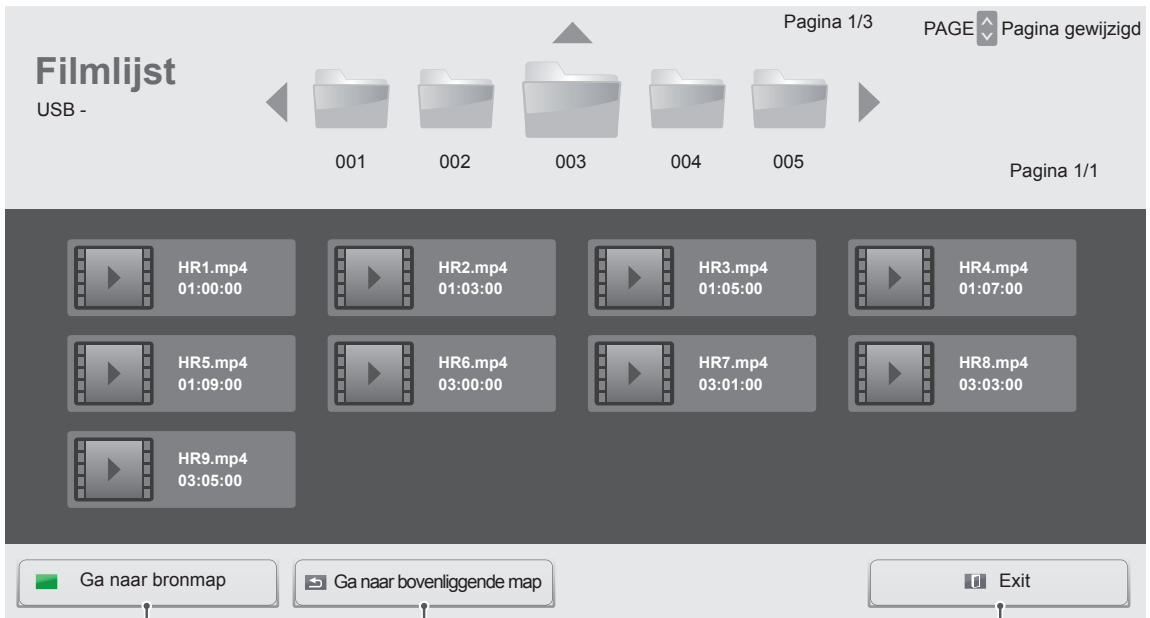 Pagina 1/3
PAGE Pagina gewijzigd
Filmlijst
USB -
001 002 003 004 005
Pagina 1/1
HR1.mp4
01:00:00
HR2.mp4
01:03:00
HR3.mp4
01:05:00
HR4.mp4
01:07:00
HR5.mp4
01:09:00
HR6.mp4
03:00:00
HR7.mp4
03:01:00
HR8.mp4
03:03:00
HR9.mp4
03:05:00
Ga naar bronmap
Ga naar bovenliggende map
Exit